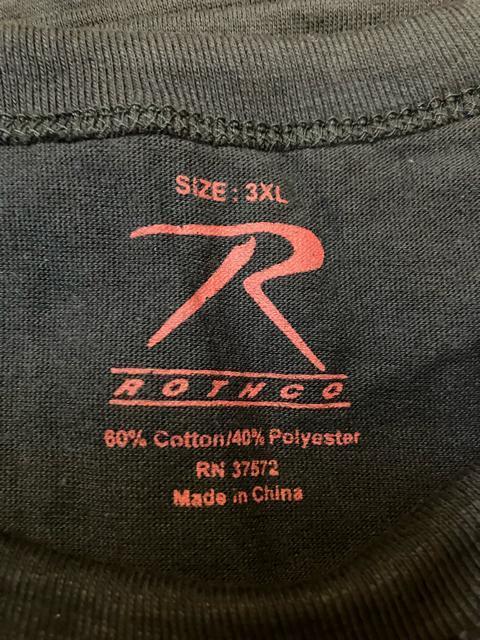 SIZE : 3XL
R
ROTHCO
60% Cotton/40% Polyester
RN 37572
Made in China